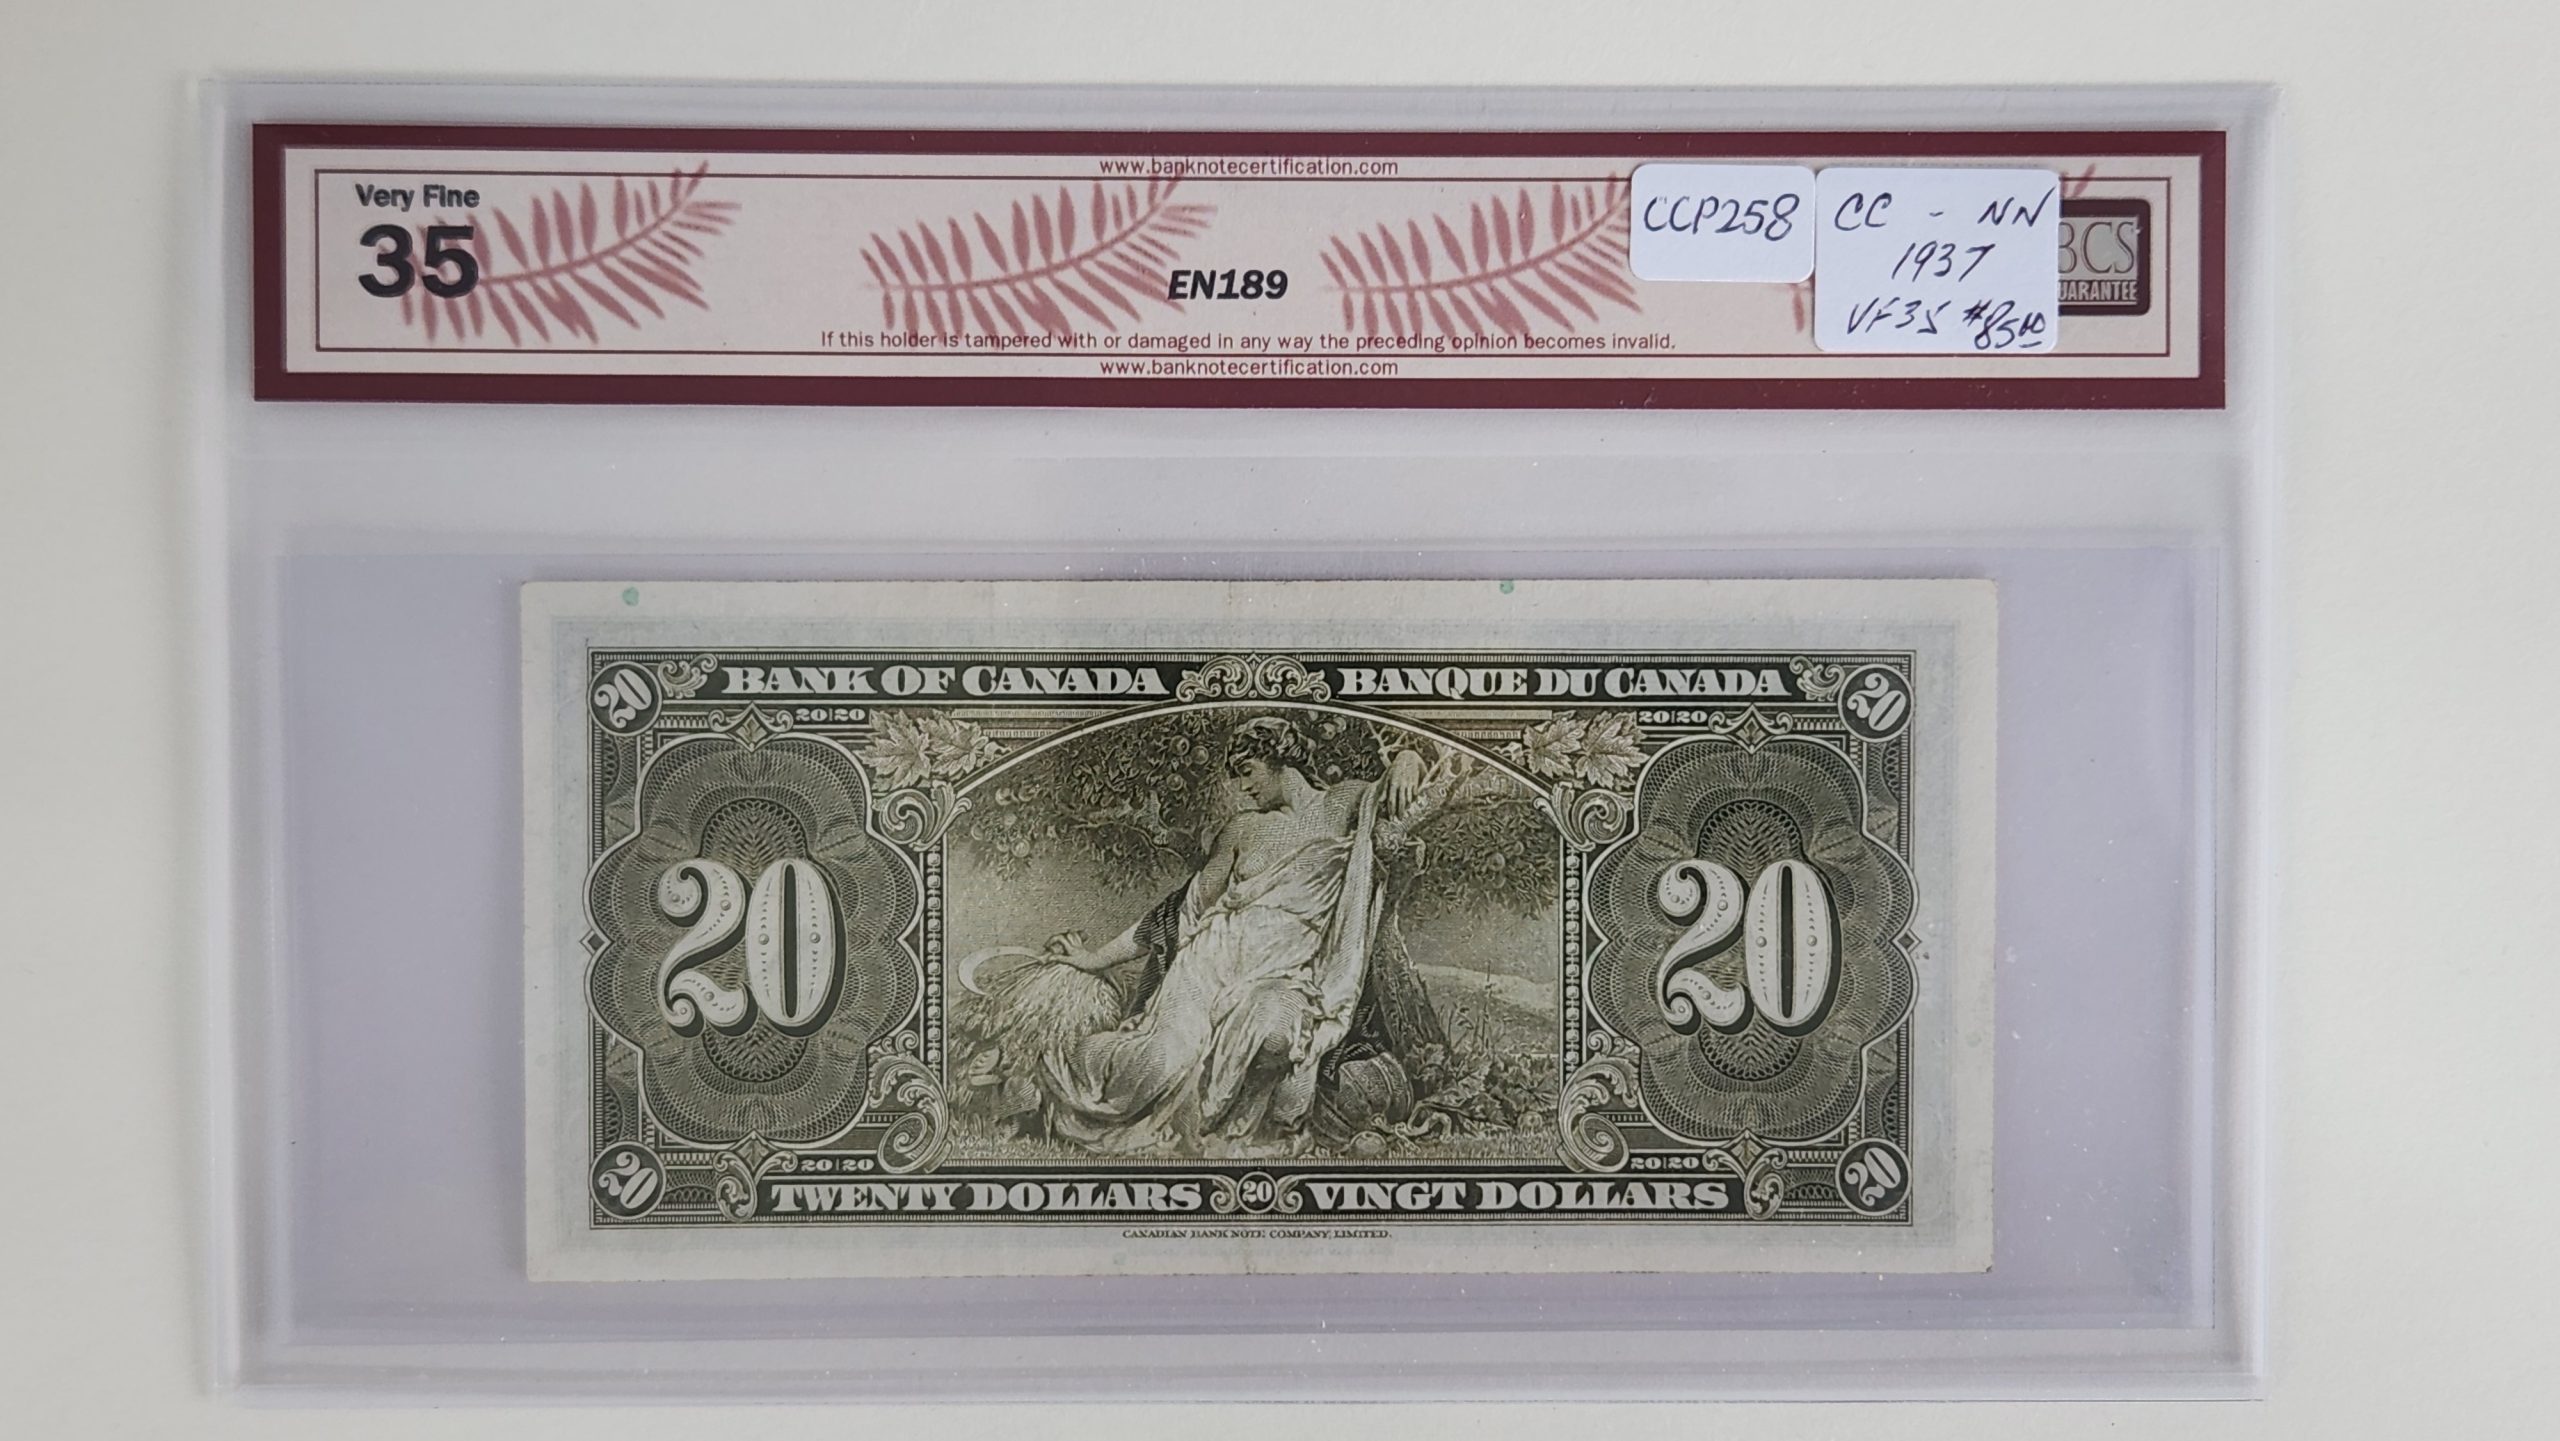 www.banknotecertification.com
Very Fine
35
EN189
CCP258
CC - NN
1937
VF35 $85.00
BCS
GUARANTEE
If this holder is tampered with or damaged in any way the preceding opinion becomes invalid.
www.banknotecertification.com
20 BANK OF CANADA BANQUE DU CANADA 20
20|20 20|20
20 20
20|20 20|20
20 TWENTY DOLLARS 20 VINGT DOLLARS 20
CANADIAN BANK NOTE COMPANY, LIMITED.